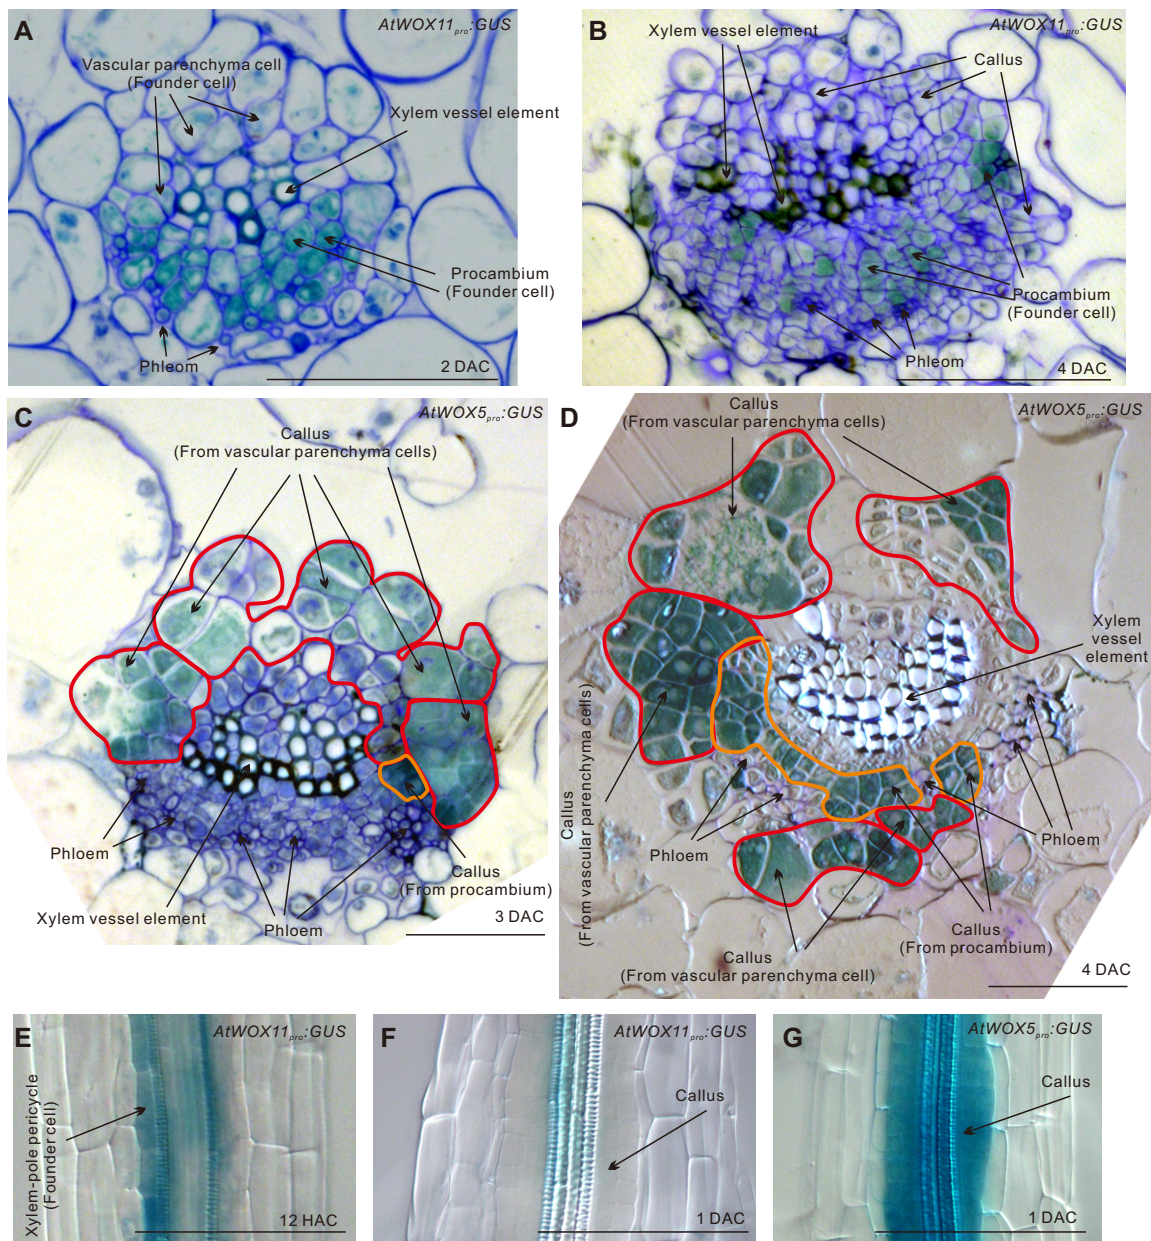 A
AtWOX11pro:GUS
Vascular parenchyma cell
(Founder cell)
Xylem vessel element
Procambium
(Founder cell)
Phleom
2 DAC
B
AtWOX11pro:GUS
Xylem vessel element
Callus
Procambium
(Founder cell)
Phleom
4 DAC
C
AtWOX5pro:GUS
Callus
(From vascular parenchyma cells)
Phloem
Xylem vessel element
Phloem
Callus
(From procambium)
3 DAC
D
AtWOX5pro:GUS
Callus
(From vascular parenchyma cells)
Xylem
vessel
element
Callus
(From vascular parenchyma cells)
Phloem
Phloem
Callus
(From procambium)
Callus
(From vascular parenchyma cell)
4 DAC
E
AtWOX11pro:GUS
Xylem-pole pericycle
(Founder cell)
12 HAC
F
AtWOX11pro:GUS
Callus
1 DAC
G
AtWOX5pro:GUS
Callus
1 DAC